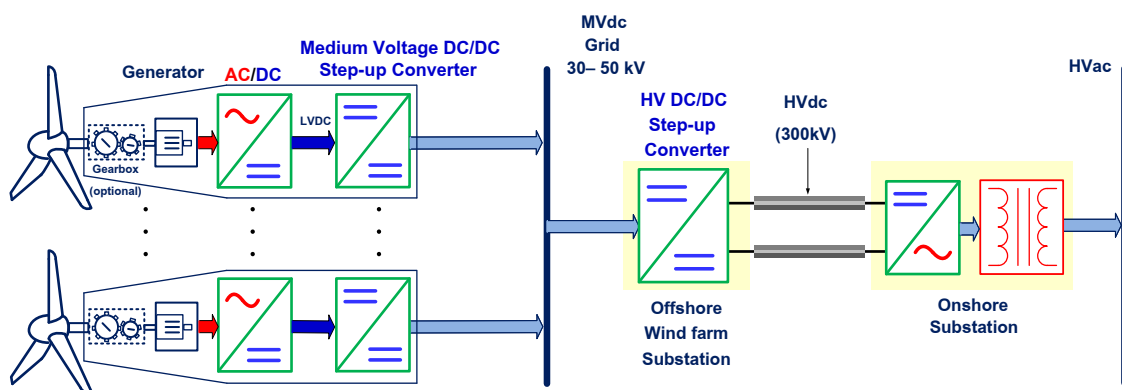 MVdc
Grid
30– 50 kV
HVac
Medium Voltage DC/DC
Step-up Converter
Generator
AC/DC
HV DC/DC
Step-up
Converter
HVdc
(300kV)
LVDC
Gearbox
(optional)
Offshore
Wind farm
Substation
Onshore
Substation